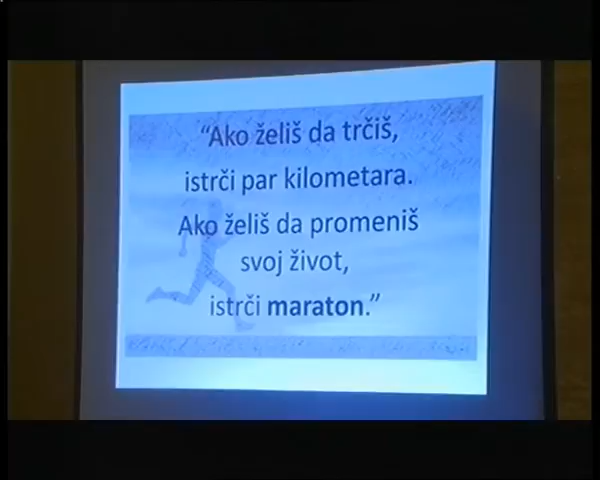 “Ako želiš da trčiš,
istrči par kilometara.
Ako želiš da promeniš
svoj život,
istrči maraton.”